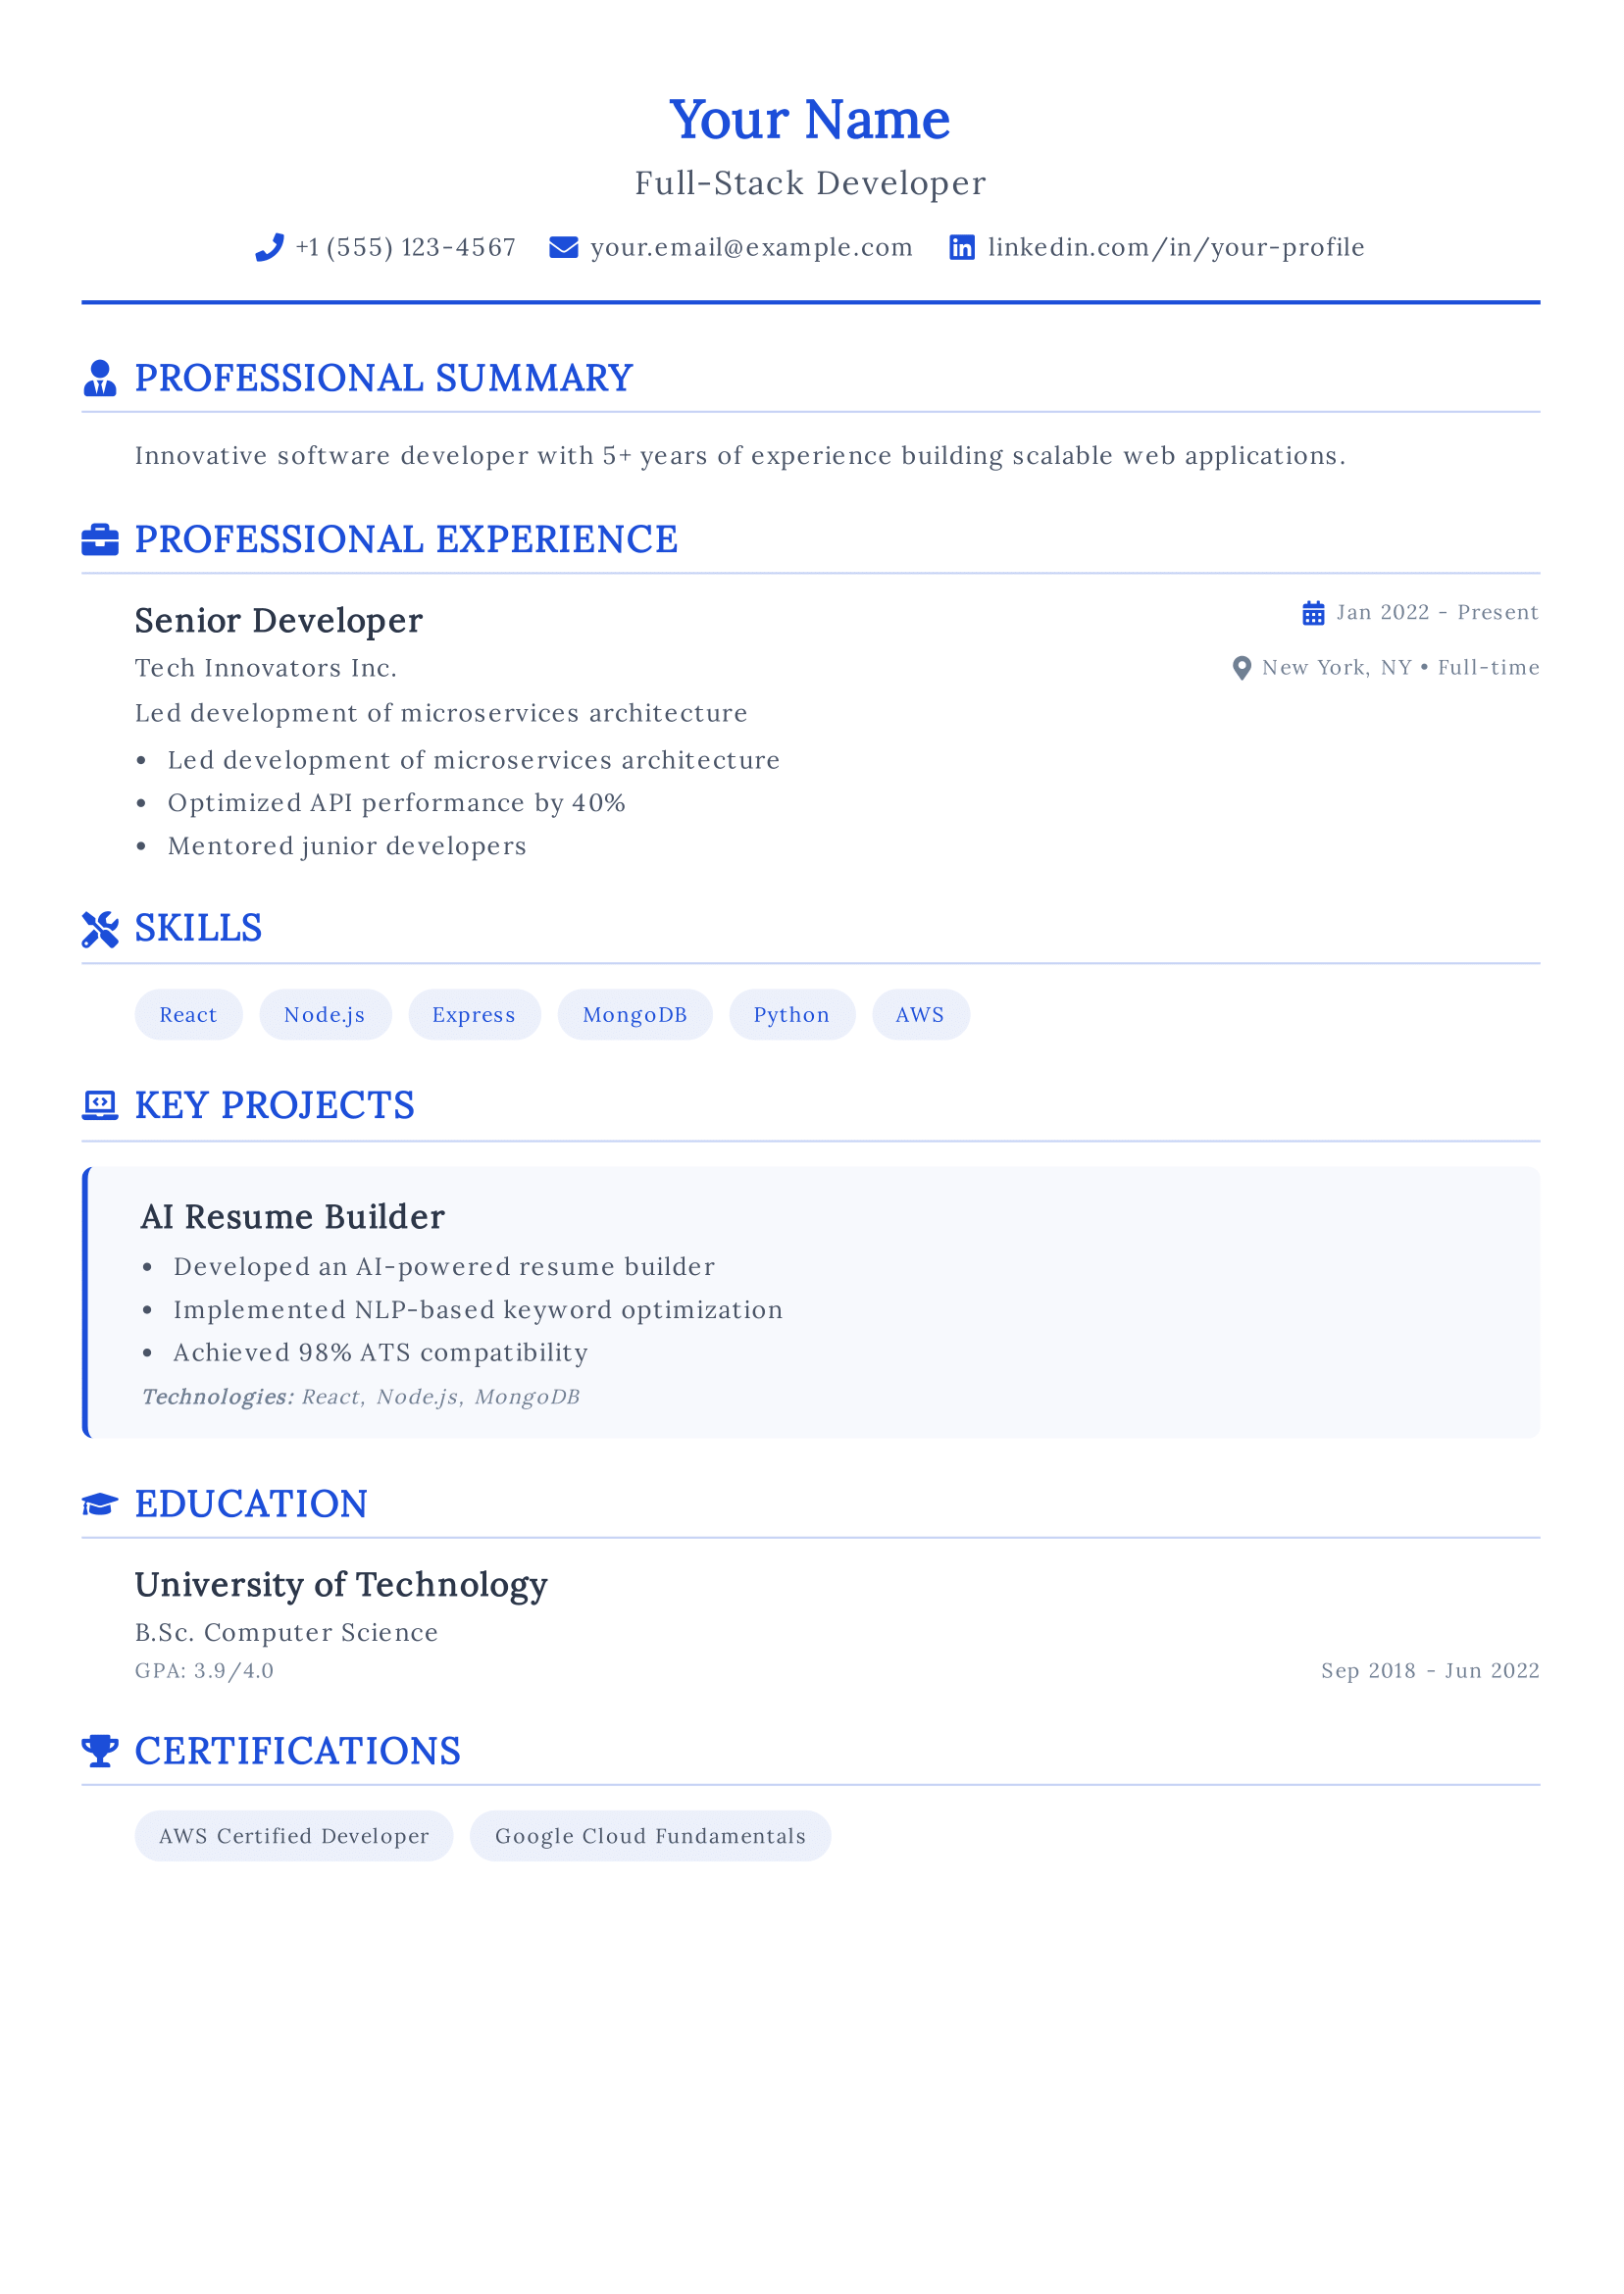 Your Name
Full-Stack Developer
+1 (555) 123-4567 your.email@example.com linkedin.com/in/your-profile
PROFESSIONAL SUMMARY
Innovative software developer with 5+ years of experience building scalable web applications.
PROFESSIONAL EXPERIENCE
Senior Developer Jan 2022 - Present
Tech Innovators Inc. New York, NY • Full-time
Led development of microservices architecture
• Led development of microservices architecture
• Optimized API performance by 40%
• Mentored junior developers
SKILLS
React Node.js Express MongoDB Python AWS
KEY PROJECTS
AI Resume Builder
• Developed an AI-powered resume builder
• Implemented NLP-based keyword optimization
• Achieved 98% ATS compatibility
Technologies: React, Node.js, MongoDB
EDUCATION
University of Technology
B.Sc. Computer Science
GPA: 3.9/4.0 Sep 2018 - Jun 2022
CERTIFICATIONS
AWS Certified Developer Google Cloud Fundamentals